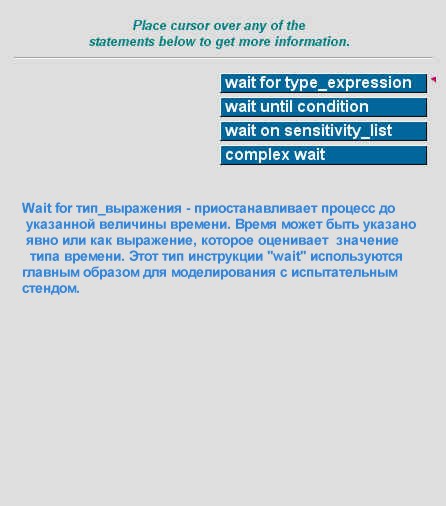 Place cursor over any of the
statements below to get more information.
wait for type_expression
wait until condition
wait on sensitivity_list
complex wait
Wait for тип_выражения - приостанавливает процесс до
указанной величины времени. Время может быть указано
явно или как выражение, которое оценивает значение
типа времени. Этот тип инструкции "wait" используются
главным образом для моделирования с испытательным
стендом.